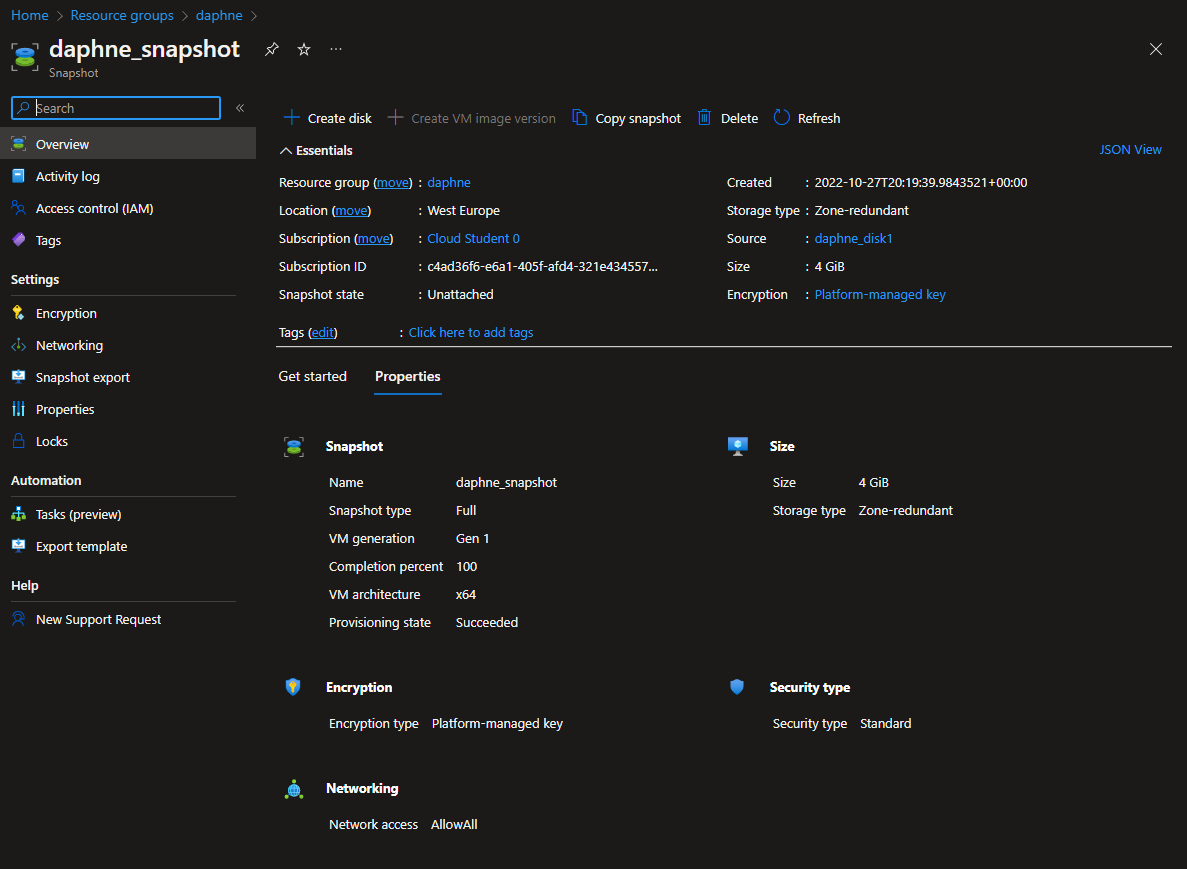 Home > Resource groups > daphne >
daphne_snapshot
Snapshot
Search
Overview
Activity log
Access control (IAM)
Tags
Settings
Encryption
Networking
Snapshot export
Properties
Locks
Automation
Tasks (preview)
Export template
Help
New Support Request
Create disk Create VM image version Copy snapshot Delete Refresh
Essentials JSON View
Resource group (move) : daphne
Location (move) : West Europe
Subscription (move) : Cloud Student 0
Subscription ID : c4ad36f6-e6a1-405f-afd4-321e434557...
Snapshot state : Unattached
Created : 2022-10-27T20:19:39.9843521+00:00
Storage type : Zone-redundant
Source : daphne_disk1
Size : 4 GiB
Encryption : Platform-managed key
Tags (edit) : Click here to add tags
Get started Properties
Snapshot
Name daphne_snapshot
Snapshot type Full
VM generation Gen 1
Completion percent 100
VM architecture x64
Provisioning state Succeeded
Size
Size 4 GiB
Storage type Zone-redundant
Encryption
Encryption type Platform-managed key
Security type
Security type Standard
Networking
Network access AllowAll